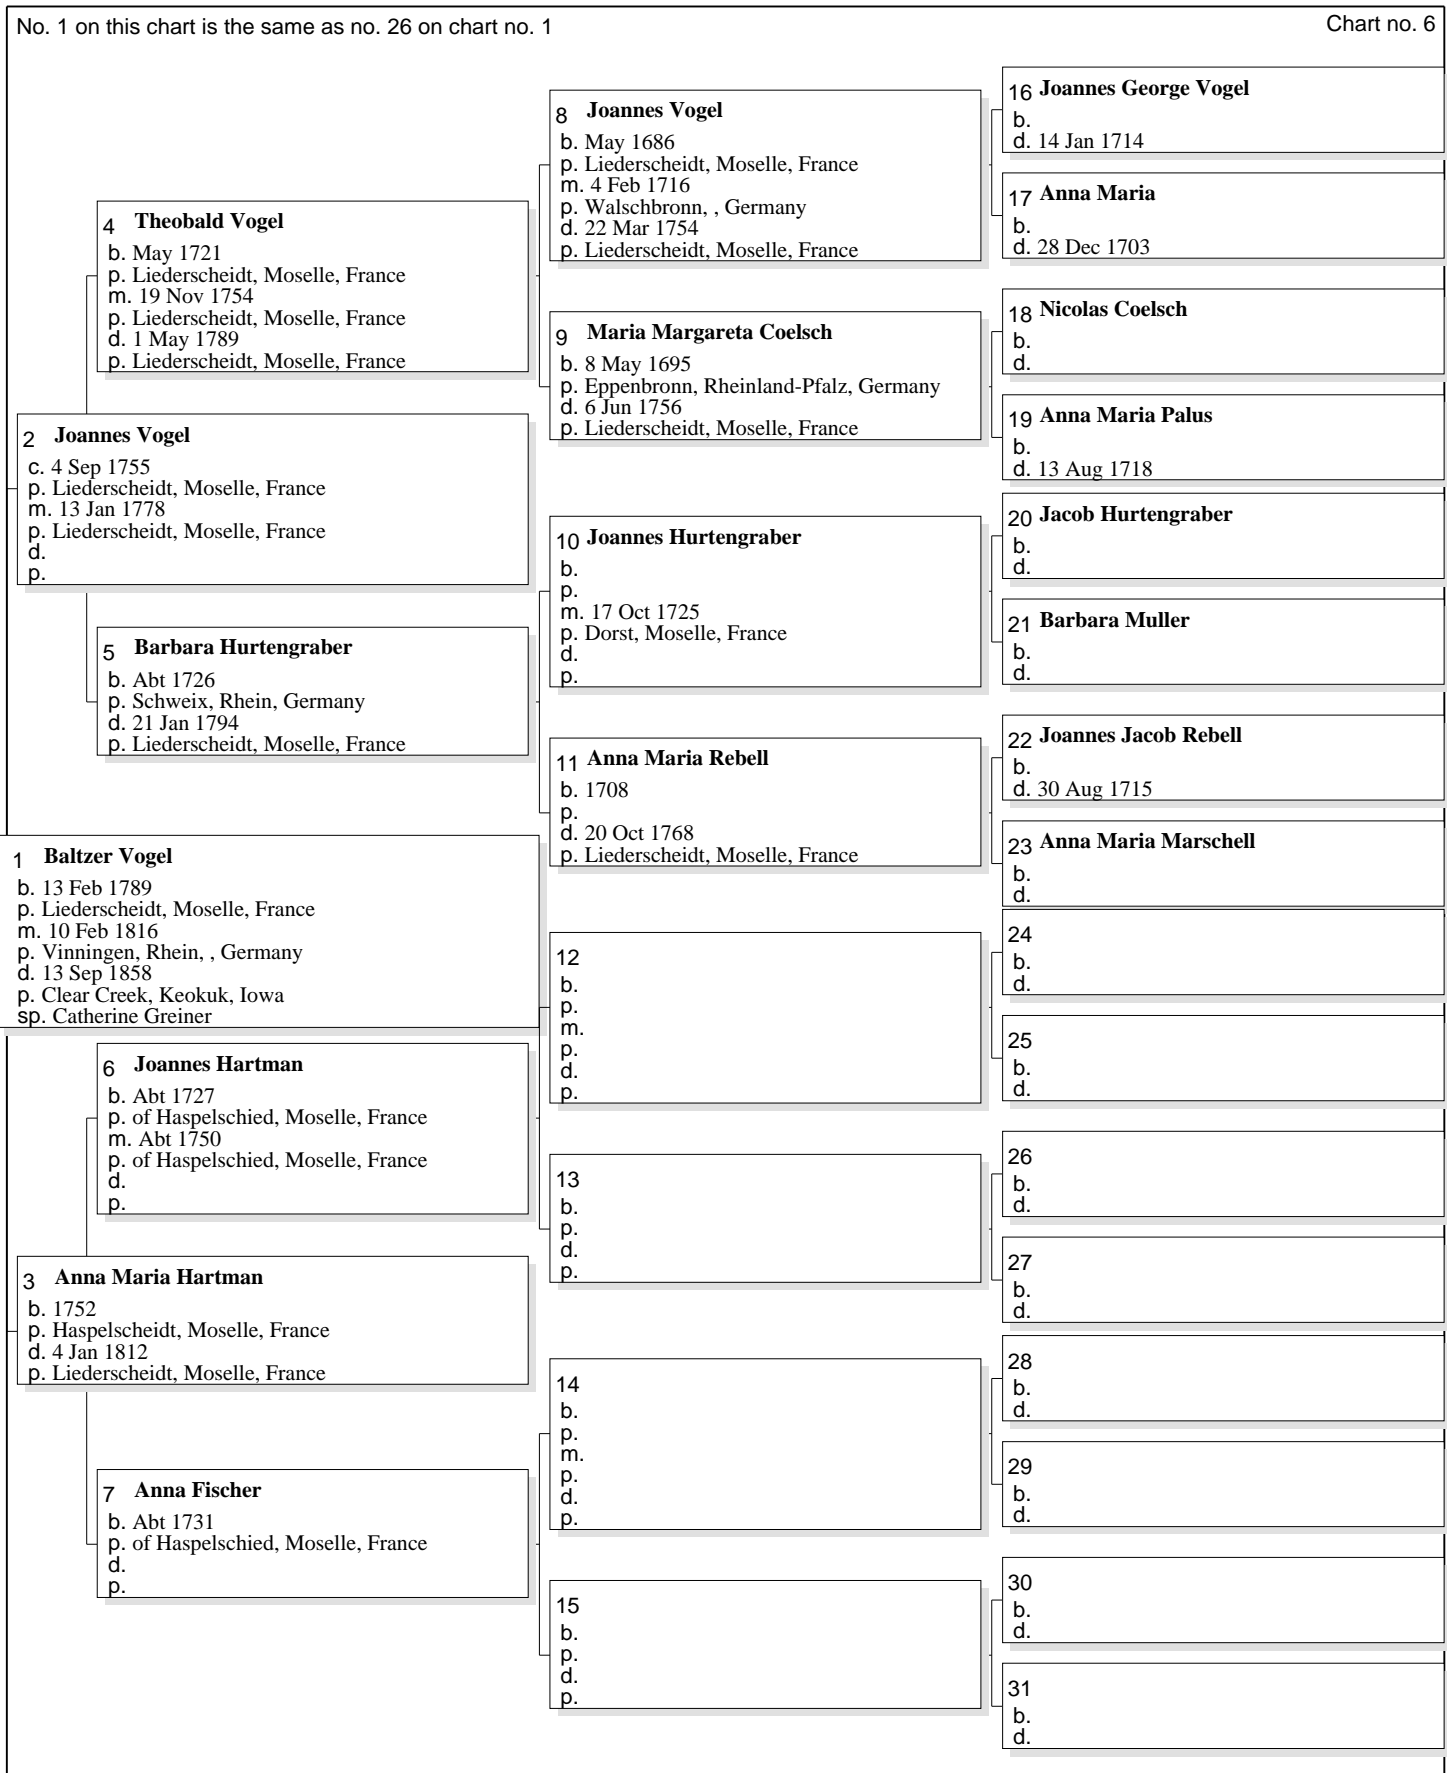 No. 1 on this chart is the same as no. 26 on chart no. 1
Chart no. 6
16 Joannes George Vogel
b.
d. 14 Jan 1714
8 Joannes Vogel
b. May 1686
p. Liederscheidt, Moselle, France
m. 4 Feb 1716
p. Walschbronn, , Germany
d. 22 Mar 1754
p. Liederscheidt, Moselle, France
17 Anna Maria
b.
d. 28 Dec 1703
4 Theobald Vogel
b. May 1721
p. Liederscheidt, Moselle, France
m. 19 Nov 1754
p. Liederscheidt, Moselle, France
d. 1 May 1789
p. Liederscheidt, Moselle, France
18 Nicolas Coelsch
b.
d.
9 Maria Margareta Coelsch
b. 8 May 1695
p. Eppenbronn, Rheinland-Pfalz, Germany
d. 6 Jun 1756
p. Liederscheidt, Moselle, France
19 Anna Maria Palus
b.
d. 13 Aug 1718
2 Joannes Vogel
c. 4 Sep 1755
p. Liederscheidt, Moselle, France
m. 13 Jan 1778
p. Liederscheidt, Moselle, France
d.
p.
20 Jacob Hurtengraber
b.
d.
10 Joannes Hurtengraber
b.
p.
m. 17 Oct 1725
p. Dorst, Moselle, France
d.
p.
21 Barbara Muller
b.
d.
5 Barbara Hurtengraber
b. Abt 1726
p. Schweix, Rhein, Germany
d. 21 Jan 1794
p. Liederscheidt, Moselle, France
22 Joannes Jacob Rebell
b.
d. 30 Aug 1715
11 Anna Maria Rebell
b. 1708
p.
d. 20 Oct 1768
p. Liederscheidt, Moselle, France
23 Anna Maria Marschell
b.
d.
1 Baltzer Vogel
b. 13 Feb 1789
p. Liederscheidt, Moselle, France
m. 10 Feb 1816
p. Vinningen, Rhein, , Germany
d. 13 Sep 1858
p. Clear Creek, Keokuk, Iowa
sp. Catherine Greiner
24
b.
d.
12
b.
p.
m.
p.
d.
p.
25
b.
d.
6 Joannes Hartman
b. Abt 1727
p. of Haspelschied, Moselle, France
m. Abt 1750
p. of Haspelschied, Moselle, France
d.
p.
26
b.
d.
13
b.
p.
d.
p.
27
b.
d.
3 Anna Maria Hartman
b. 1752
p. Haspelscheidt, Moselle, France
d. 4 Jan 1812
p. Liederscheidt, Moselle, France
28
b.
d.
14
b.
p.
m.
p.
d.
p.
29
b.
d.
7 Anna Fischer
b. Abt 1731
p. of Haspelschied, Moselle, France
d.
p.
30
b.
d.
15
b.
p.
d.
p.
31
b.
d.